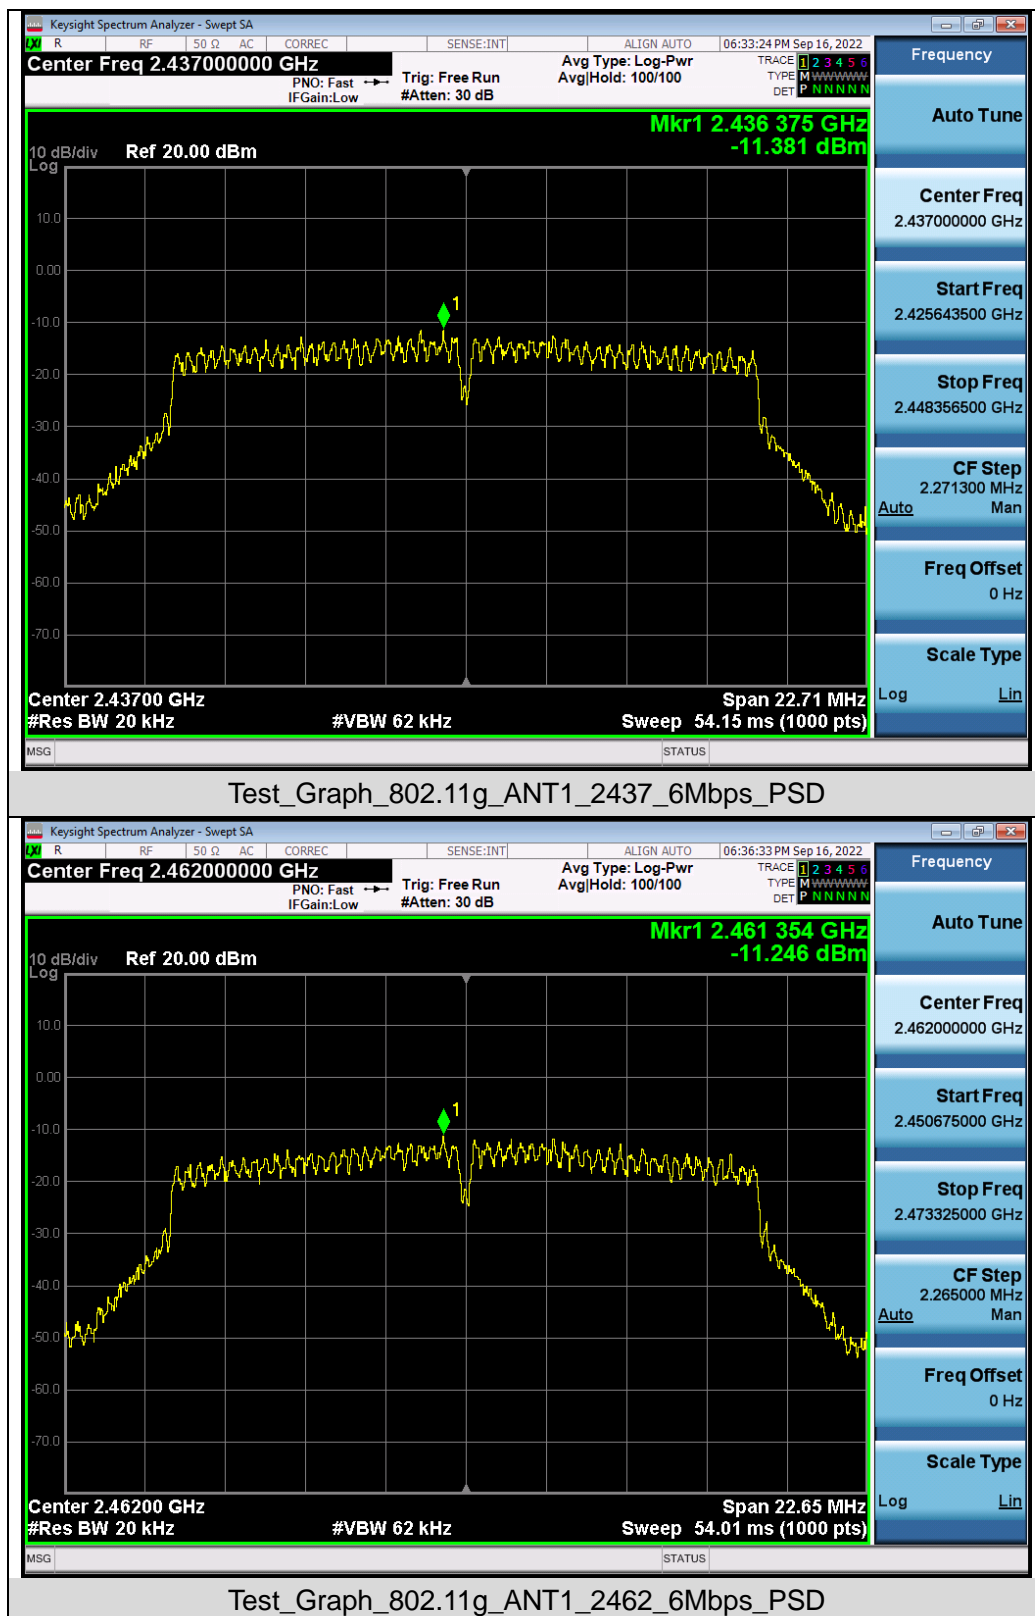 Keysight Spectrum Analyzer - Swept SA
LXI R RF 50 Ω AC CORREC SENSE:INT ALIGN AUTO 06:33:24 PM Sep 16, 2022
Center Freq 2.437000000 GHz
PNO: Fast
IFGain:Low
Trig: Free Run
#Atten: 30 dB
Avg Type: Log-Pwr
Avg|Hold: 100/100
TRACE 1 2 3 4 5 6
TYPE M WWWWW
DET P N N N N N
Mkr1 2.436 375 GHz
-11.381 dBm
10 dB/div Ref 20.00 dBm
Log
10.0
0.00
-10.0
-20.0
-30.0
-40.0
-50.0
-60.0
-70.0
1
Center 2.43700 GHz Span 22.71 MHz
#Res BW 20 kHz #VBW 62 kHz Sweep 54.15 ms (1000 pts)
MSG STATUS
Frequency
Auto Tune
Center Freq
2.437000000 GHz
Start Freq
2.425643500 GHz
Stop Freq
2.448356500 GHz
CF Step
2.271300 MHz
Auto Man
Freq Offset
0 Hz
Scale Type
Log Lin
Test_Graph_802.11g_ANT1_2437_6Mbps_PSD
Keysight Spectrum Analyzer - Swept SA
LXI R RF 50 Ω AC CORREC SENSE:INT ALIGN AUTO 06:36:33 PM Sep 16, 2022
Center Freq 2.462000000 GHz
PNO: Fast
IFGain:Low
Trig: Free Run
#Atten: 30 dB
Avg Type: Log-Pwr
Avg|Hold: 100/100
TRACE 1 2 3 4 5 6
TYPE M WWWWW
DET P N N N N N
Mkr1 2.461 354 GHz
-11.246 dBm
10 dB/div Ref 20.00 dBm
Log
10.0
0.00
-10.0
-20.0
-30.0
-40.0
-50.0
-60.0
-70.0
1
Center 2.46200 GHz Span 22.65 MHz
#Res BW 20 kHz #VBW 62 kHz Sweep 54.01 ms (1000 pts)
MSG STATUS
Frequency
Auto Tune
Center Freq
2.462000000 GHz
Start Freq
2.450675000 GHz
Stop Freq
2.473325000 GHz
CF Step
2.265000 MHz
Auto Man
Freq Offset
0 Hz
Scale Type
Log Lin
Test_Graph_802.11g_ANT1_2462_6Mbps_PSD